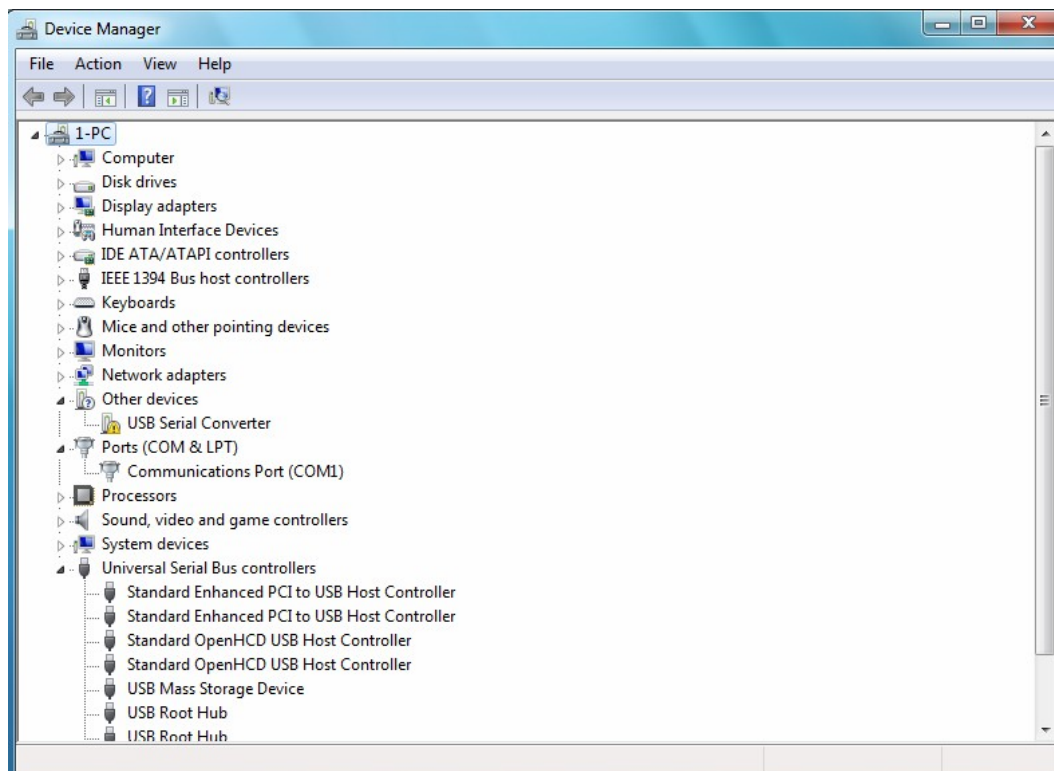 Device Manager
File Action View Help
1-PC
Computer
Disk drives
Display adapters
Human Interface Devices
IDE ATA/ATAPI controllers
IEEE 1394 Bus host controllers
Keyboards
Mice and other pointing devices
Monitors
Network adapters
Other devices
USB Serial Converter
Ports (COM & LPT)
Communications Port (COM1)
Processors
Sound, video and game controllers
System devices
Universal Serial Bus controllers
Standard Enhanced PCI to USB Host Controller
Standard Enhanced PCI to USB Host Controller
Standard OpenHCD USB Host Controller
Standard OpenHCD USB Host Controller
USB Mass Storage Device
USB Root Hub
USB Root Hub